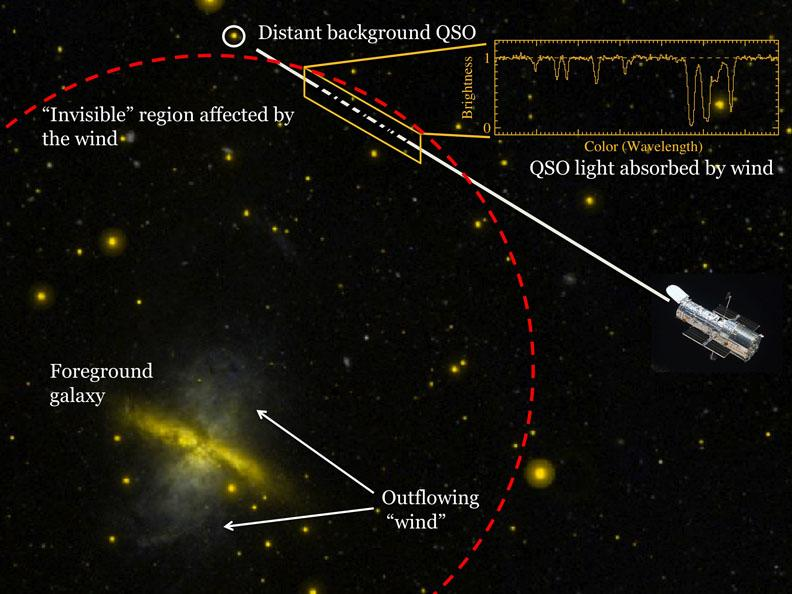 Distant background QSO
“Invisible” region affected by
the wind
Brightness
1
0
Color (Wavelength)
QSO light absorbed by wind
Foreground
galaxy
Outflowing
“wind”